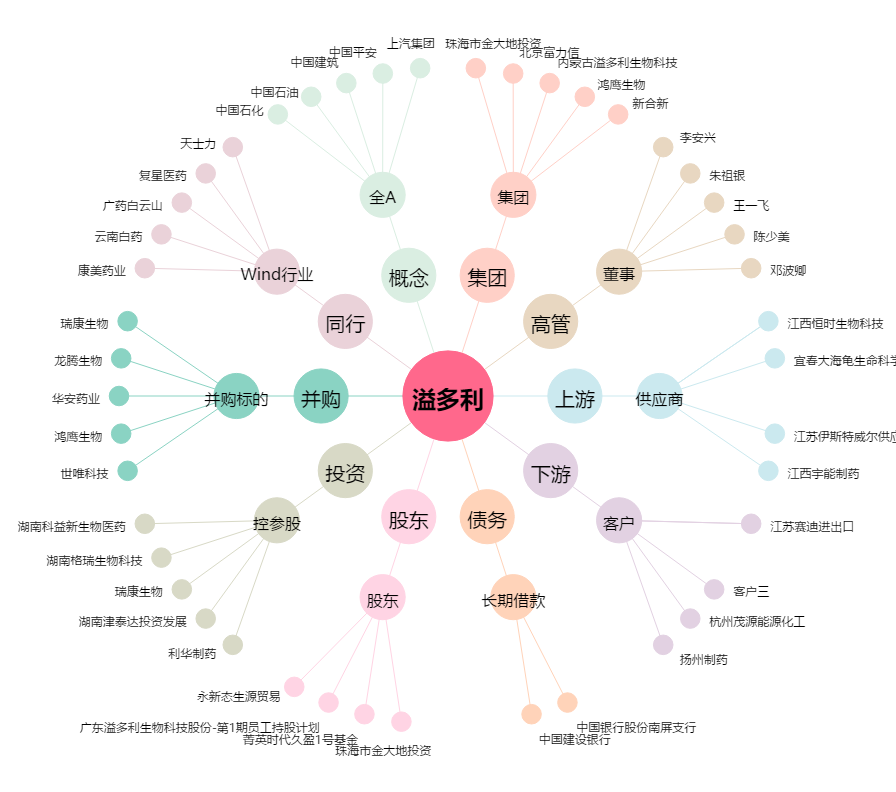 上汽集团
珠海市金大地投资
中国平安
北京富力信
中国建筑
内蒙古溢多利生物科技
中国石油
鸿鹰生物
中国石化
新合新
天士力
李安兴
复星医药
朱祖银
全A
集团
广药白云山
王一飞
云南白药
陈少美
康美药业
Wind行业
概念
集团
董事
邓波卿
瑞康生物
同行
高管
江西恒时生物科技
龙腾生物
宜春大海龟生命科学
华安药业
并购标的
并购
溢多利
上游
供应商
鸿鹰生物
江苏伊斯特威尔供应
世唯科技
投资
下游
江西宇能制药
湖南科益新生物医药
控参股
股东
债务
客户
江苏赛迪进出口
湖南格瑞生物科技
瑞康生物
客户三
股东
长期借款
湖南津泰达投资发展
杭州茂源能源化工
利华制药
扬州制药
永新态生源贸易
广东溢多利生物科技股份-第1期员工持股计划
中国银行股份南屏支行
菁英时代久盈1号基金
中国建设银行
珠海市金大地投资